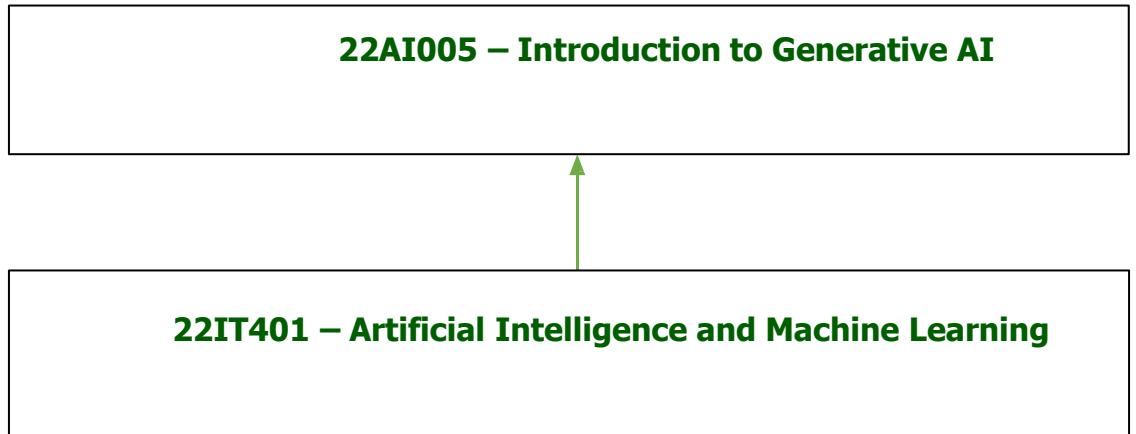 22AI005 – Introduction to Generative AI
22IT401 – Artificial Intelligence and Machine Learning